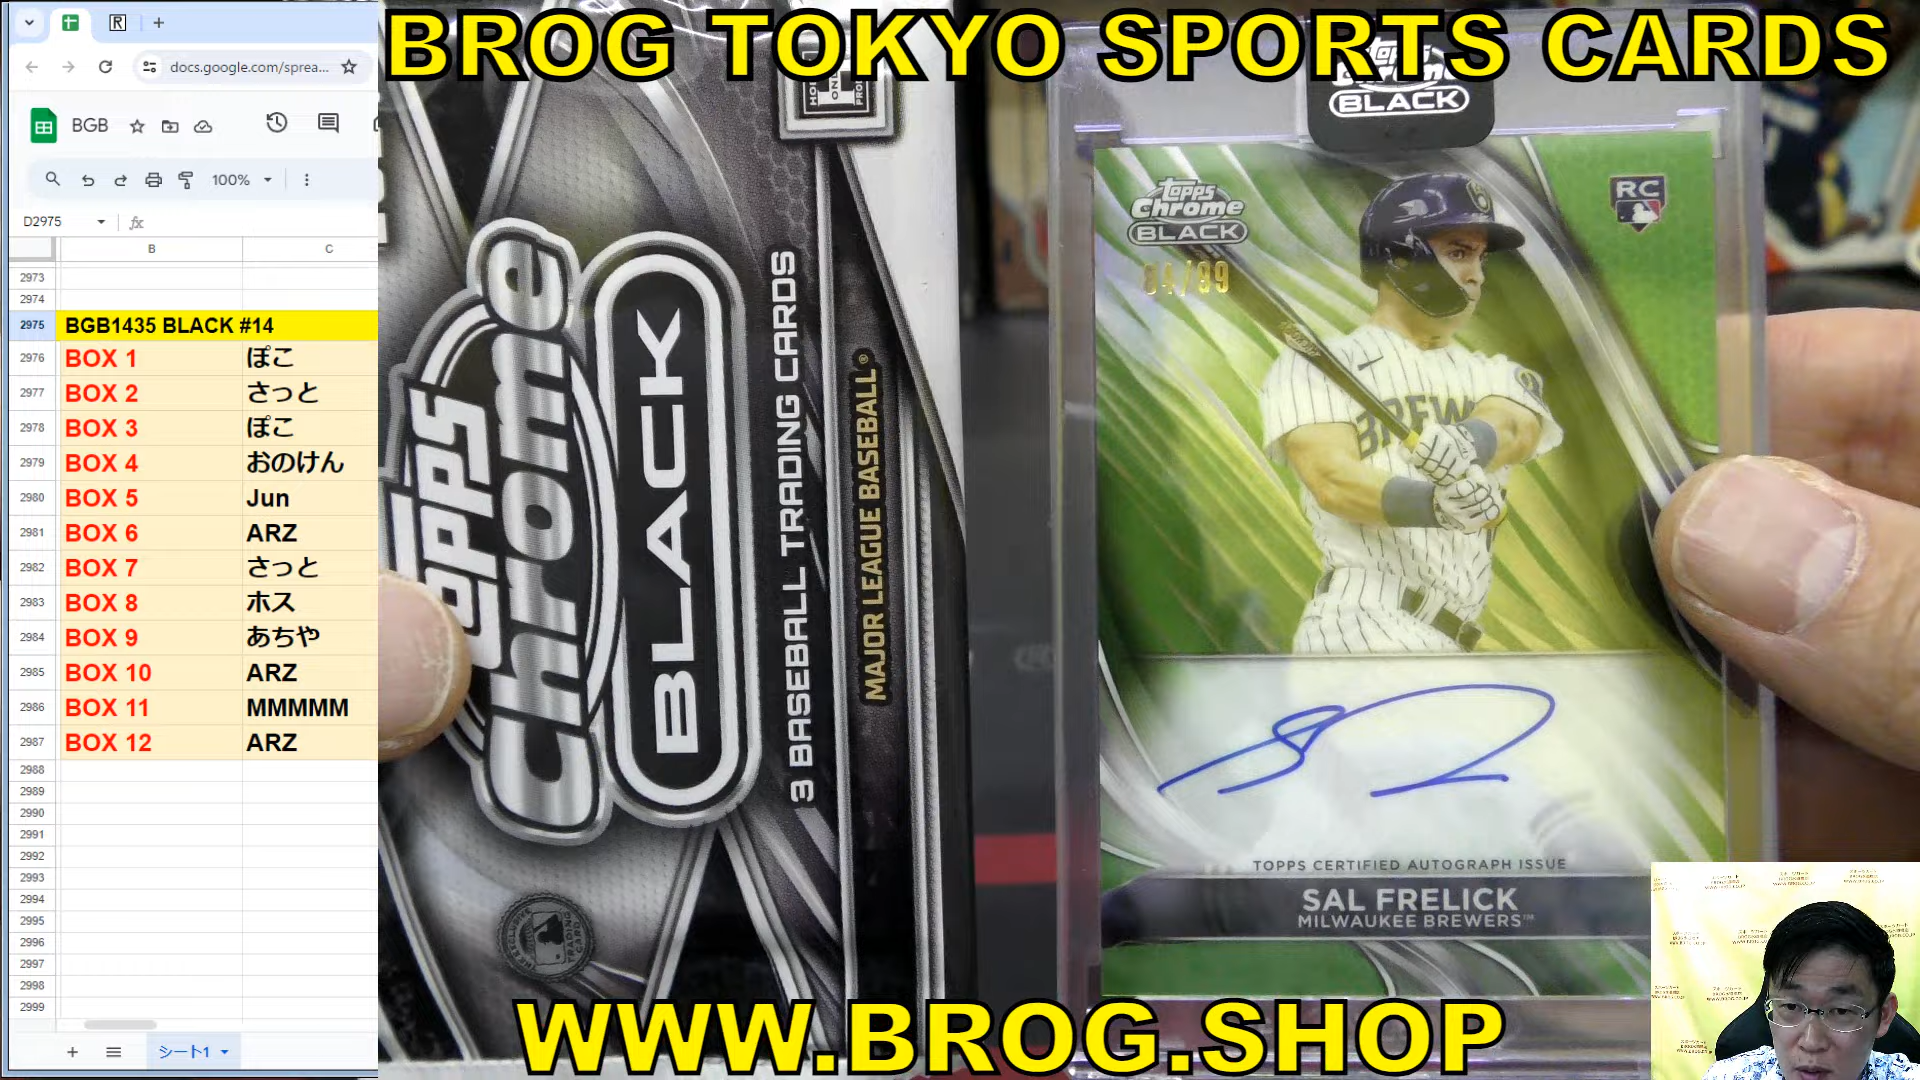 BROG TOKYO SPORTS CARDS
docs.google.com/sprea...
BGB
100%
D2975
fx
B
C
2973
2974
2975 BGB1435 BLACK #14
2976 BOX 1 ぽこ
2977 BOX 2 さっと
2978 BOX 3 ぽこ
2979 BOX 4 おのけん
2980 BOX 5 Jun
2981 BOX 6 ARZ
2982 BOX 7 さっと
2983 BOX 8 ホス
2984 BOX 9 あちや
2985 BOX 10 ARZ
2986 BOX 11 MMMMM
2987 BOX 12 ARZ
2988
2989
2990
2991
2992
2993
2994
2995
2996
2997
2998
2999
シート1
Topps
Chrome
BLACK
3 BASEBALL TRADING CARDS
MAJOR LEAGUE BASEBALL®
Topps
Chrome
BLACK
Topps
Chrome
BLACK
RC
BREW
TOPPS CERTIFIED AUTOGRAPH ISSUE
SAL FRELICK
MILWAUKEE BREWERS™
WWW.BROG.SHOP